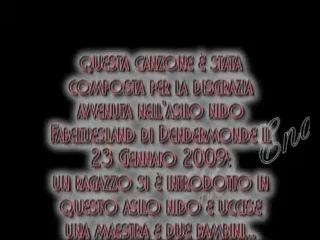 Questa canzone è stata
composta per la disgrazia
avvenuta nell'asilo nido
Fabeltjesland di Dendermonde il
23 Gennaio 2009:
un ragazzo si è introdotto in
questo asilo nido e uccise
una maestra e due bambini...